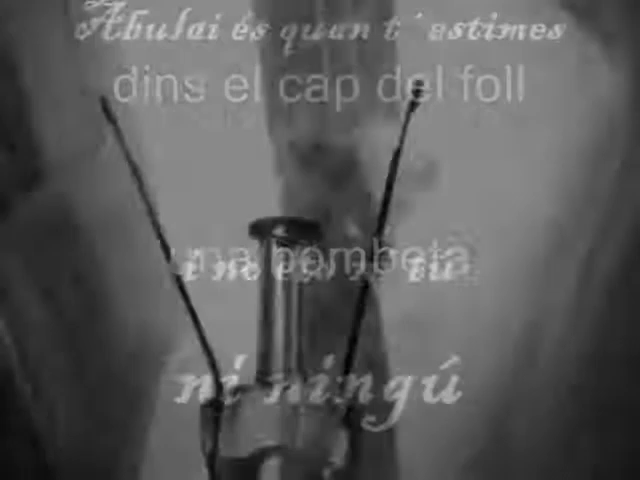 Abulai és quan t'estimes
dins el cap del foll
una bombeta
ni ningú